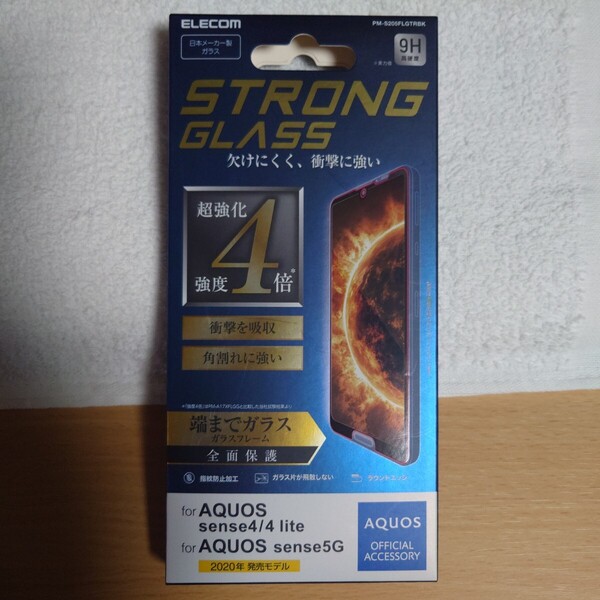 ELECOM
PM-S205FLGTRBK
日本メーカー製
ガラス
9H
STRONG
GLASS
欠けにくく、衝撃に強い
超強化
強度4倍*
衝撃を吸収
角割れに強い
端までガラス
ガラスフレーム
全面保護
指紋防止加工
ガラス片が飛散しない
ラウンドエッジ
for AQUOS
sense4/4 lite
for AQUOS sense5G
2020年 発売モデル
AQUOS
OFFICIAL
ACCESSORY